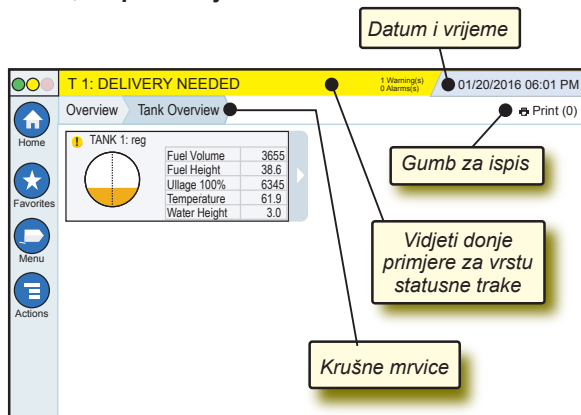 Datum i vrijeme
T 1: DELIVERY NEEDED
1 Warning(s)
0 Alarms(s)
01/20/2016 06:01 PM
Overview
Tank Overview
Print (0)
Home
Favorites
Menu
Actions
TANK 1: reg
Fuel Volume 3655
Fuel Height 38.6
Ullage 100% 6345
Temperature 61.9
Water Height 3.0
Gumb za ispis
Vidjeti donje
primjere za vrstu
statusne trake
Krušne mrvice